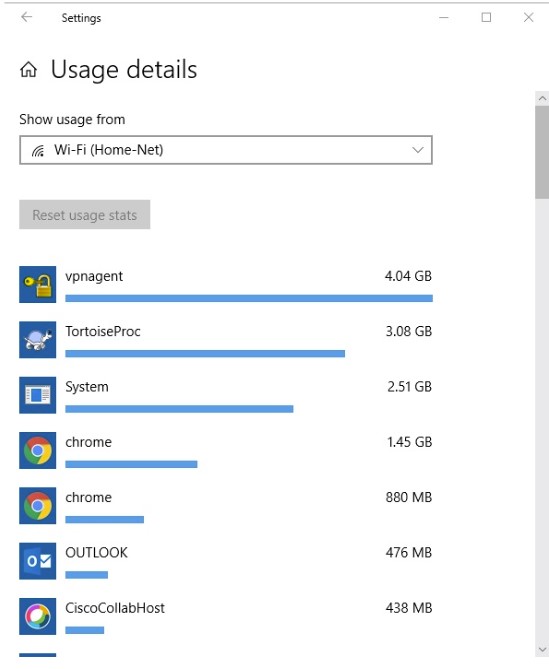 Settings
Usage details
Show usage from
Wi-Fi (Home-Net)
Reset usage stats
vpnagent 4.04 GB
TortoiseProc 3.08 GB
System 2.51 GB
chrome 1.45 GB
chrome 880 MB
OUTLOOK 476 MB
CiscoCollabHost 438 MB